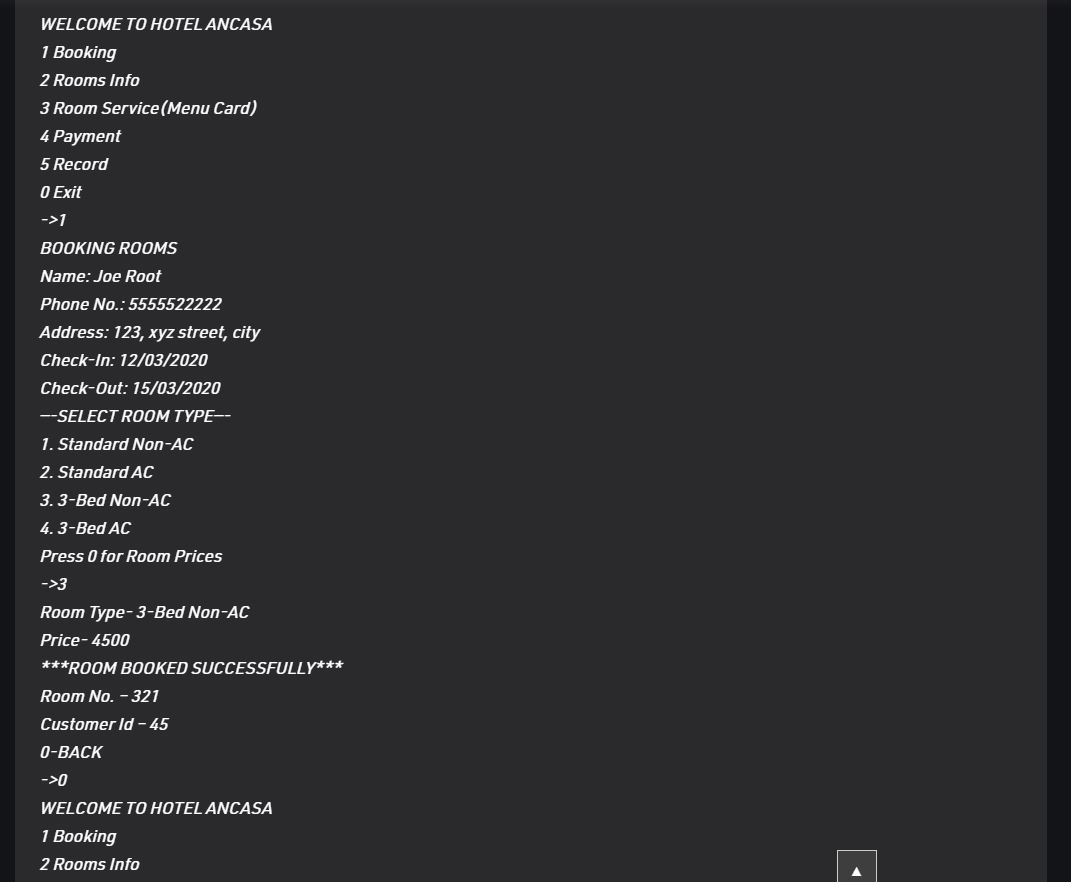 WELCOME TO HOTEL ANCASA
1 Booking
2 Rooms Info
3 Room Service(Menu Card)
4 Payment
5 Record
0 Exit
->1
BOOKING ROOMS
Name: Joe Root
Phone No.: 5555522222
Address: 123, xyz street, city
Check-In: 12/03/2020
Check-Out: 15/03/2020
—-SELECT ROOM TYPE—-
1. Standard Non-AC
2. Standard AC
3. 3-Bed Non-AC
4. 3-Bed AC
Press 0 for Room Prices
->3
Room Type- 3-Bed Non-AC
Price- 4500
***ROOM BOOKED SUCCESSFULLY***
Room No. – 321
Customer Id – 45
0-BACK
->0
WELCOME TO HOTEL ANCASA
1 Booking
2 Rooms Info